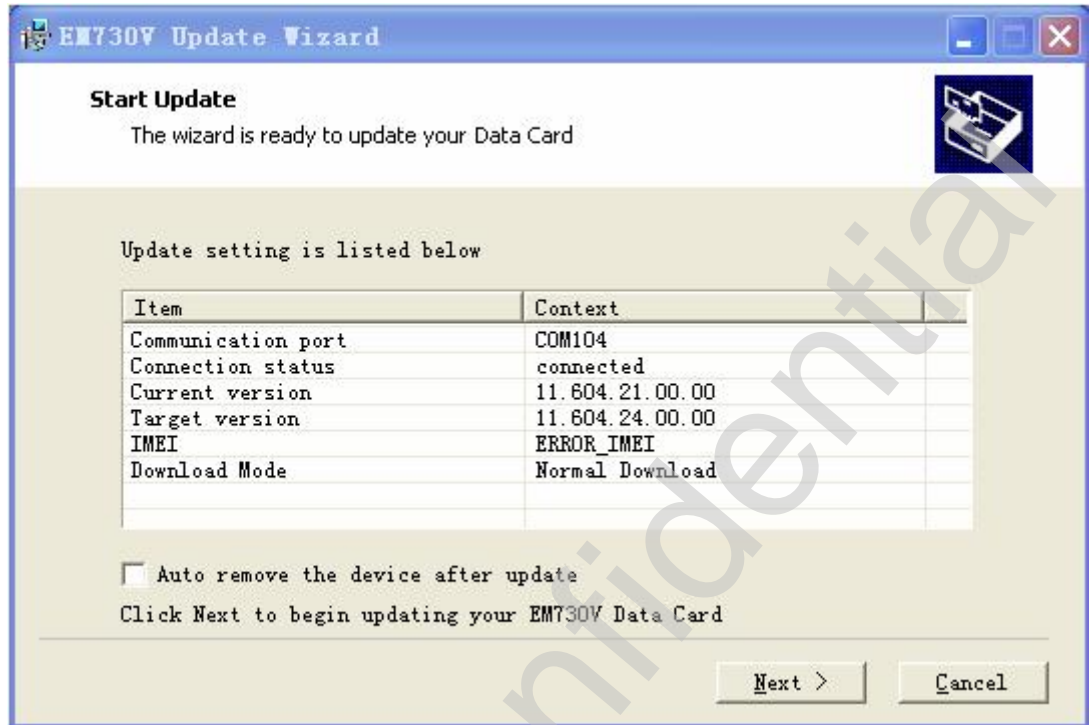 EM730V Update Wizard
Start Update
The wizard is ready to update your Data Card
Update setting is listed below
Item Context
Communication port COM104
Connection status connected
Current version 11.604.21.00.00
Target version 11.604.24.00.00
IMEI ERROR_IMEI
Download Mode Normal Download
Auto remove the device after update
Click Next to begin updating your EM730V Data Card
Next > Cancel
nfidential